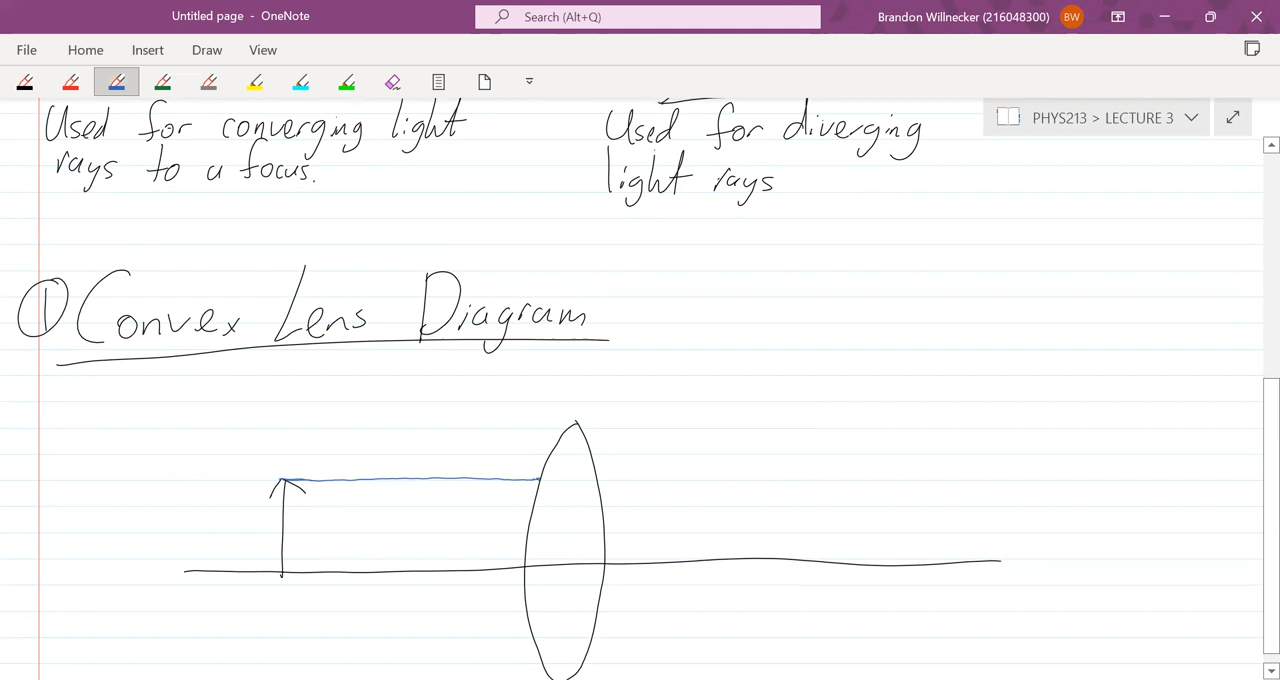 Untitled page - OneNote
Search (Alt+Q)
Brandon Willnecker (216048300)
BW
File
Home
Insert
Draw
View
PHYS213 > LECTURE 3
Used for converging light
rays to a focus.
Used for diverging
light rays
① Convex Lens Diagram